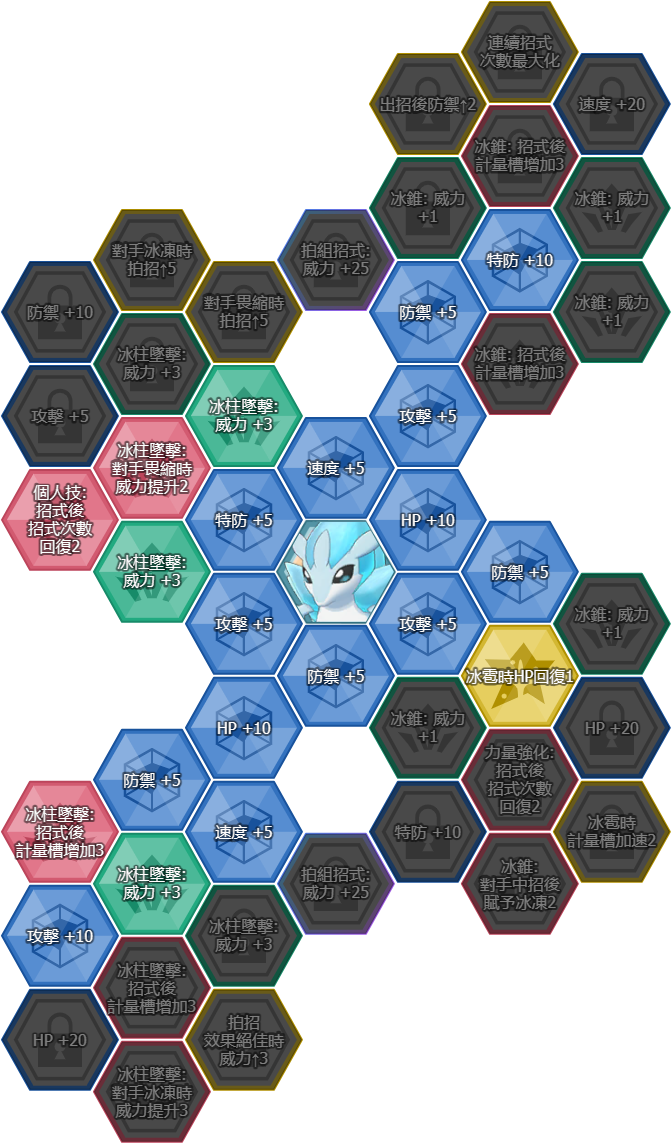 連續招式
次數最大化
出招後防禦↑2
速度 +20
冰錐: 招式後
計量槽增加3
冰錐: 威力
+1
冰錐: 威力
+1
對手冰凍時
拍招↑5
拍組招式:
威力 +25
特防 +10
防禦 +10
對手畏縮時
拍招↑5
防禦 +5
冰錐: 威力
+1
冰柱墜擊:
威力 +3
冰錐: 招式後
計量槽增加3
攻擊 +5
冰柱墜擊:
威力 +3
攻擊 +5
冰柱墜擊:
對手畏縮時
威力提升2
速度 +5
個人技:
招式後
招式次數
回復2
特防 +5
HP +10
冰柱墜擊:
威力 +3
防禦 +5
攻擊 +5
攻擊 +5
冰錐: 威力
+1
防禦 +5
冰雹時HP回復1
HP +10
冰錐: 威力
+1
HP +20
防禦 +5
力量強化:
招式後
招式次數
回復2
冰柱墜擊:
招式後
計量槽增加3
速度 +5
特防 +10
冰雹時
計量槽加速2
冰柱墜擊:
威力 +3
拍組招式:
威力 +25
冰錐:
對手中招後
賦予冰凍2
攻擊 +10
冰柱墜擊:
威力 +3
冰柱墜擊:
招式後
計量槽增加3
HP +20
拍招
效果絕佳時
威力↑3
冰柱墜擊:
對手冰凍時
威力提升3